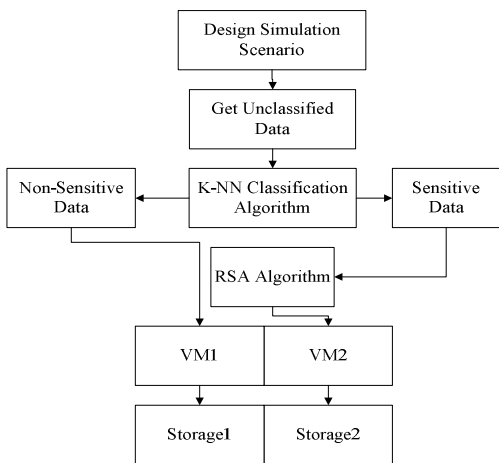 Design Simulation
Scenario
Get Unclassified
Data
Non-Sensitive
Data
K-NN Classification
Algorithm
Sensitive
Data
RSA Algorithm
VM1
VM2
Storage1
Storage2